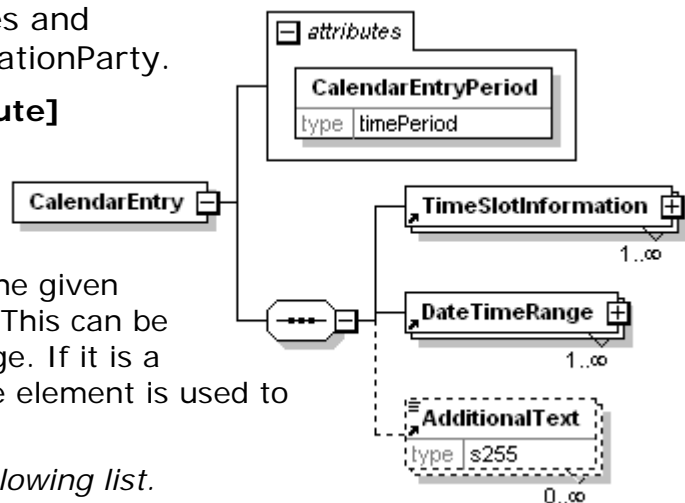 es and
ationParty.
ute]
he given
This can be
ge. If it is a
e element is used to
llowing list.
attributes
CalendarEntryPeriod
type timePeriod
CalendarEntry
TimeSlotInformation
1..∞
DateTimeRange
1..∞
AdditionalText
type s255
0..∞